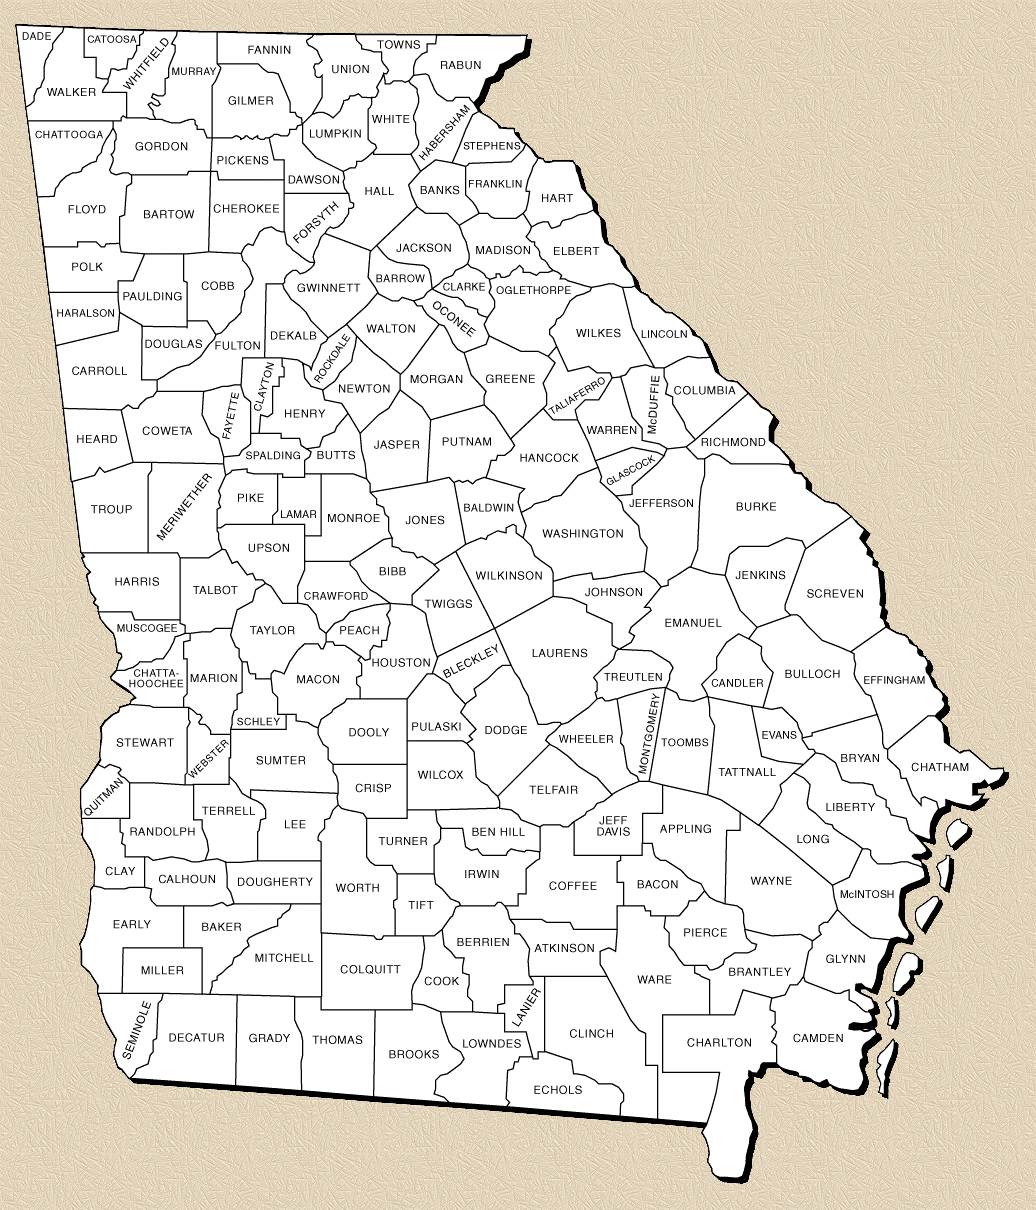 DADE
CATOOSA
WHITFIELD
MURRAY
WALKER
FANNIN
UNION
TOWNS
RABUN
GILMER
LUMPKIN
WHITE
HABERSHAM
STEPHENS
CHATTOOGA
GORDON
PICKENS
DAWSON
HALL
BANKS
FRANKLIN
HART
FLOYD
BARTOW
CHEROKEE
FORSYTH
JACKSON
MADISON
ELBERT
POLK
PAULDING
COBB
GWINNETT
BARROW
CLARKE
OGLETHORPE
OCONEE
HARALSON
DOUGLAS
FULTON
DEKALB
ROCKDALE
WALTON
WILKES
LINCOLN
CARROLL
CLAYTON
FAYETTE
HENRY
NEWTON
MORGAN
GREENE
TALIAFERRO
McDUFFIE
COLUMBIA
HEARD
COWETA
SPALDING
BUTTS
JASPER
PUTNAM
HANCOCK
WARREN
GLASCOCK
RICHMOND
TROUP
MERIWETHER
PIKE
LAMAR
MONROE
JONES
BALDWIN
WASHINGTON
JEFFERSON
BURKE
UPSON
HARRIS
TALBOT
CRAWFORD
BIBB
TWIGGS
WILKINSON
JOHNSON
JENKINS
SCREVEN
MUSCOGEE
TAYLOR
PEACH
HOUSTON
BLECKLEY
LAURENS
EMANUEL
CHATTA-
HOOCHEE
MARION
MACON
TREUTLEN
CANDLER
BULLOCH
EFFINGHAM
SCHLEY
STEWART
WEBSTER
SUMTER
DOOLY
PULASKI
DODGE
WHEELER
MONTGOMERY
TOOMBS
EVANS
TATTNALL
BRYAN
CHATHAM
QUITMAN
CRISP
WILCOX
TELFAIR
LIBERTY
RANDOLPH
TERRELL
LEE
TURNER
BEN HILL
JEFF
DAVIS
APPLING
LONG
CLAY
CALHOUN
DOUGHERTY
WORTH
TIFT
IRWIN
COFFEE
BACON
WAYNE
McINTOSH
EARLY
BAKER
MITCHELL
MILLER
COLQUITT
COOK
BERRIEN
ATKINSON
WARE
PIERCE
BRANTLEY
GLYNN
SEMINOLE
DECATUR
GRADY
THOMAS
BROOKS
LOWNDES
LANIER
CLINCH
ECHOLS
CHARLTON
CAMDEN